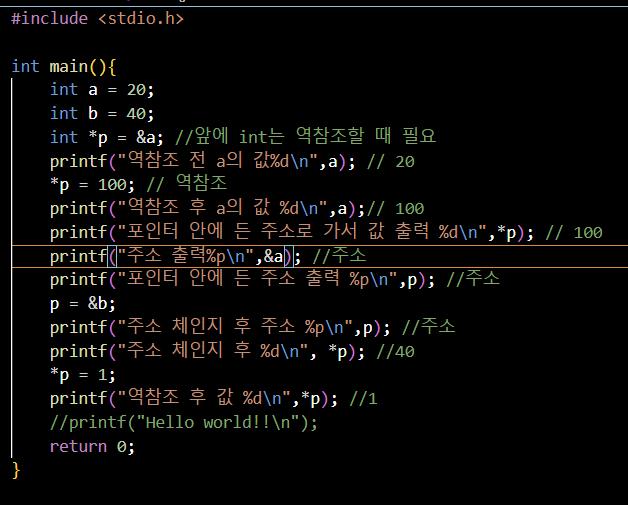 #include <stdio.h>
int main(){
    int a = 20;
    int b = 40;
    int *p = &a; //앞에 int는 역참조할 때 필요
    printf("역참조 전 a의 값%d\n",a); // 20
    *p = 100; // 역참조
    printf("역참조 후 a의 값 %d\n",a);// 100
    printf("포인터 안에 든 주소로 가서 값 출력 %d\n",*p); // 100
    printf("주소 출력%p\n",&a); //주소
    printf("포인터 안에 든 주소 출력 %p\n",p); //주소
    p = &b;
    printf("주소 체인지 후 주소 %p\n",p); //주소
    printf("주소 체인지 후 %d\n", *p); //40
    *p = 1;
    printf("역참조 후 값 %d\n",*p); //1
    //printf("Hello world!!\n");
    return 0;
}